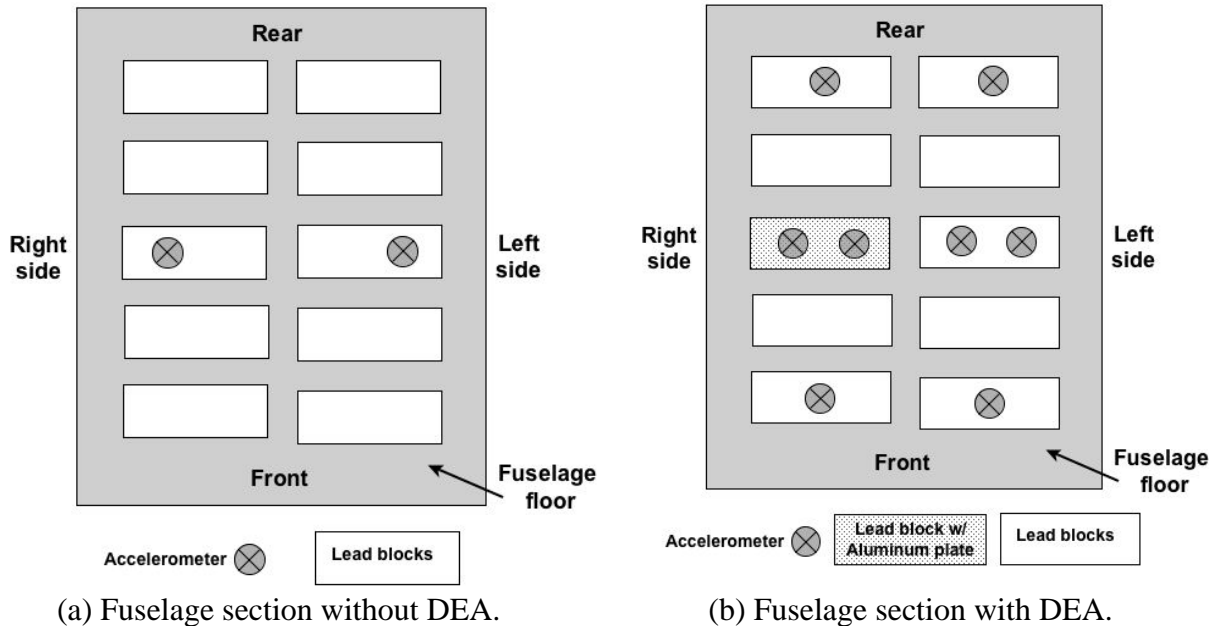 Rear
Right
side
Left
side
Front
Fuselage
floor
Accelerometer
Lead blocks
(a) Fuselage section without DEA.
Rear
Right
side
Left
side
Front
Fuselage
floor
Accelerometer
Lead block w/
Aluminum plate
Lead blocks
(b) Fuselage section with DEA.